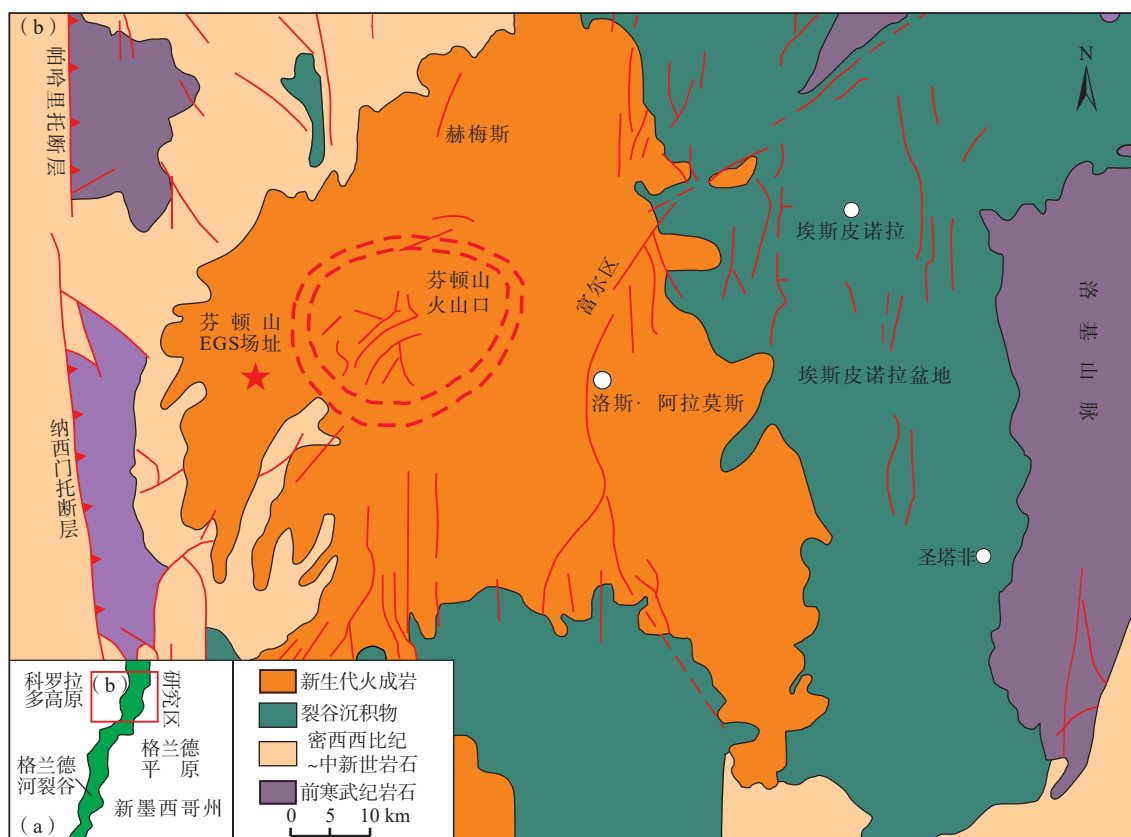 (b)
帕哈里托断层
N
赫梅斯
埃斯皮诺拉
芬顿山
火山口
富尔区
洛基山脉
芬顿山
EGS场址
埃斯皮诺拉盆地
洛斯·阿拉莫斯
纳西门托断层
圣塔非
科罗拉
多高原
(b)
研究区
格兰德
平原
格兰德
河裂谷
新墨西哥州
(a)
新生代火成岩
裂谷沉积物
密西西比纪
~中新世岩石
前寒武纪岩石
0 5 10 km